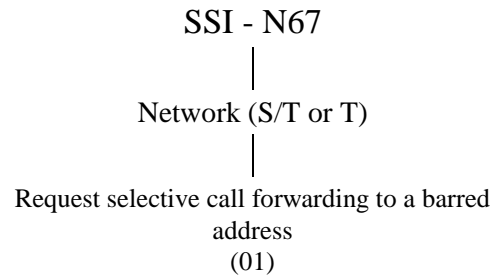 SSI - N67
Network (S/T or T)
Request selective call forwarding to a barred
address
(01)